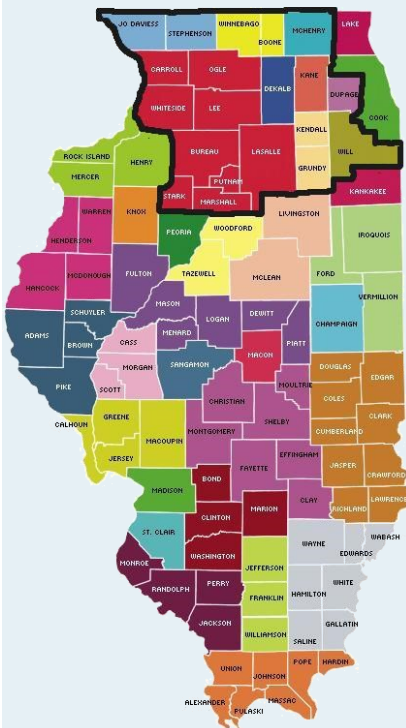 JO DAVIESS
STEPHENSON
WINNEBAGO
BOONE
MCHENRY
LAKE
CARROLL
OGLE
DEKALB
KANE
DUPAGE
COOK
WHITESIDE
LEE
KENDALL
WILL
ROCK ISLAND
HENRY
BUREAU
LASALLE
GRUNDY
MERCER
PUTNAM
STARK
MARSHALL
KANKAKEE
WARREN
KNOX
PEORIA
WOODFORD
LIVINGSTON
IROQUOIS
HENDERSON
FULTON
TAZEWELL
MCLEAN
FORD
HANCOCK
MCDONOUGH
MASON
VERMILLION
SCHUYLER
LOGAN
DEWITT
CHAMPAIGN
ADAMS
BROWN
CASS
MENARD
MACON
PIATT
MORGAN
SANGAMON
DOUGLAS
EDGAR
PIKE
SCOTT
CHRISTIAN
MOULTRIE
COLES
CLARK
CALHOUN
GREENE
MACOUPIN
MONTGOMERY
SHELBY
CUMBERLAND
JERSEY
FAYETTE
EFFINGHAM
JASPER
CRAWFORD
MADISON
BOND
CLAY
RICHLAND
LAWRENCE
ST. CLAIR
CLINTON
MARION
WAYNE
EDWARDS
WABASH
MONROE
WASHINGTON
JEFFERSON
RANDOLPH
PERRY
FRANKLIN
HAMILTON
WHITE
JACKSON
WILLIAMSON
SALINE
GALLATIN
UNION
JOHNSON
POPE
HARDIN
ALEXANDER
PULASKI
MASSAC